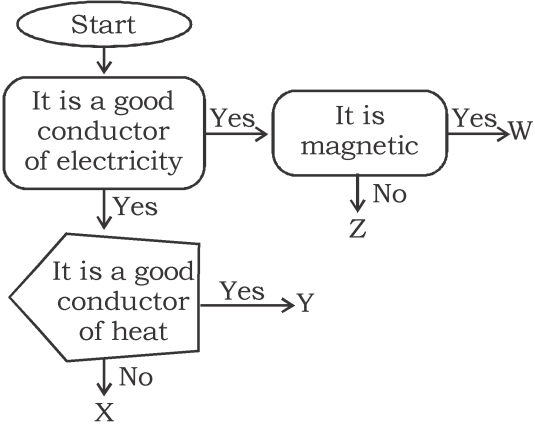 Start
It is a good
conductor
of electricity
Yes
It is
magnetic
Yes
W
No
Z
Yes
It is a good
conductor
of heat
Yes
Y
No
X